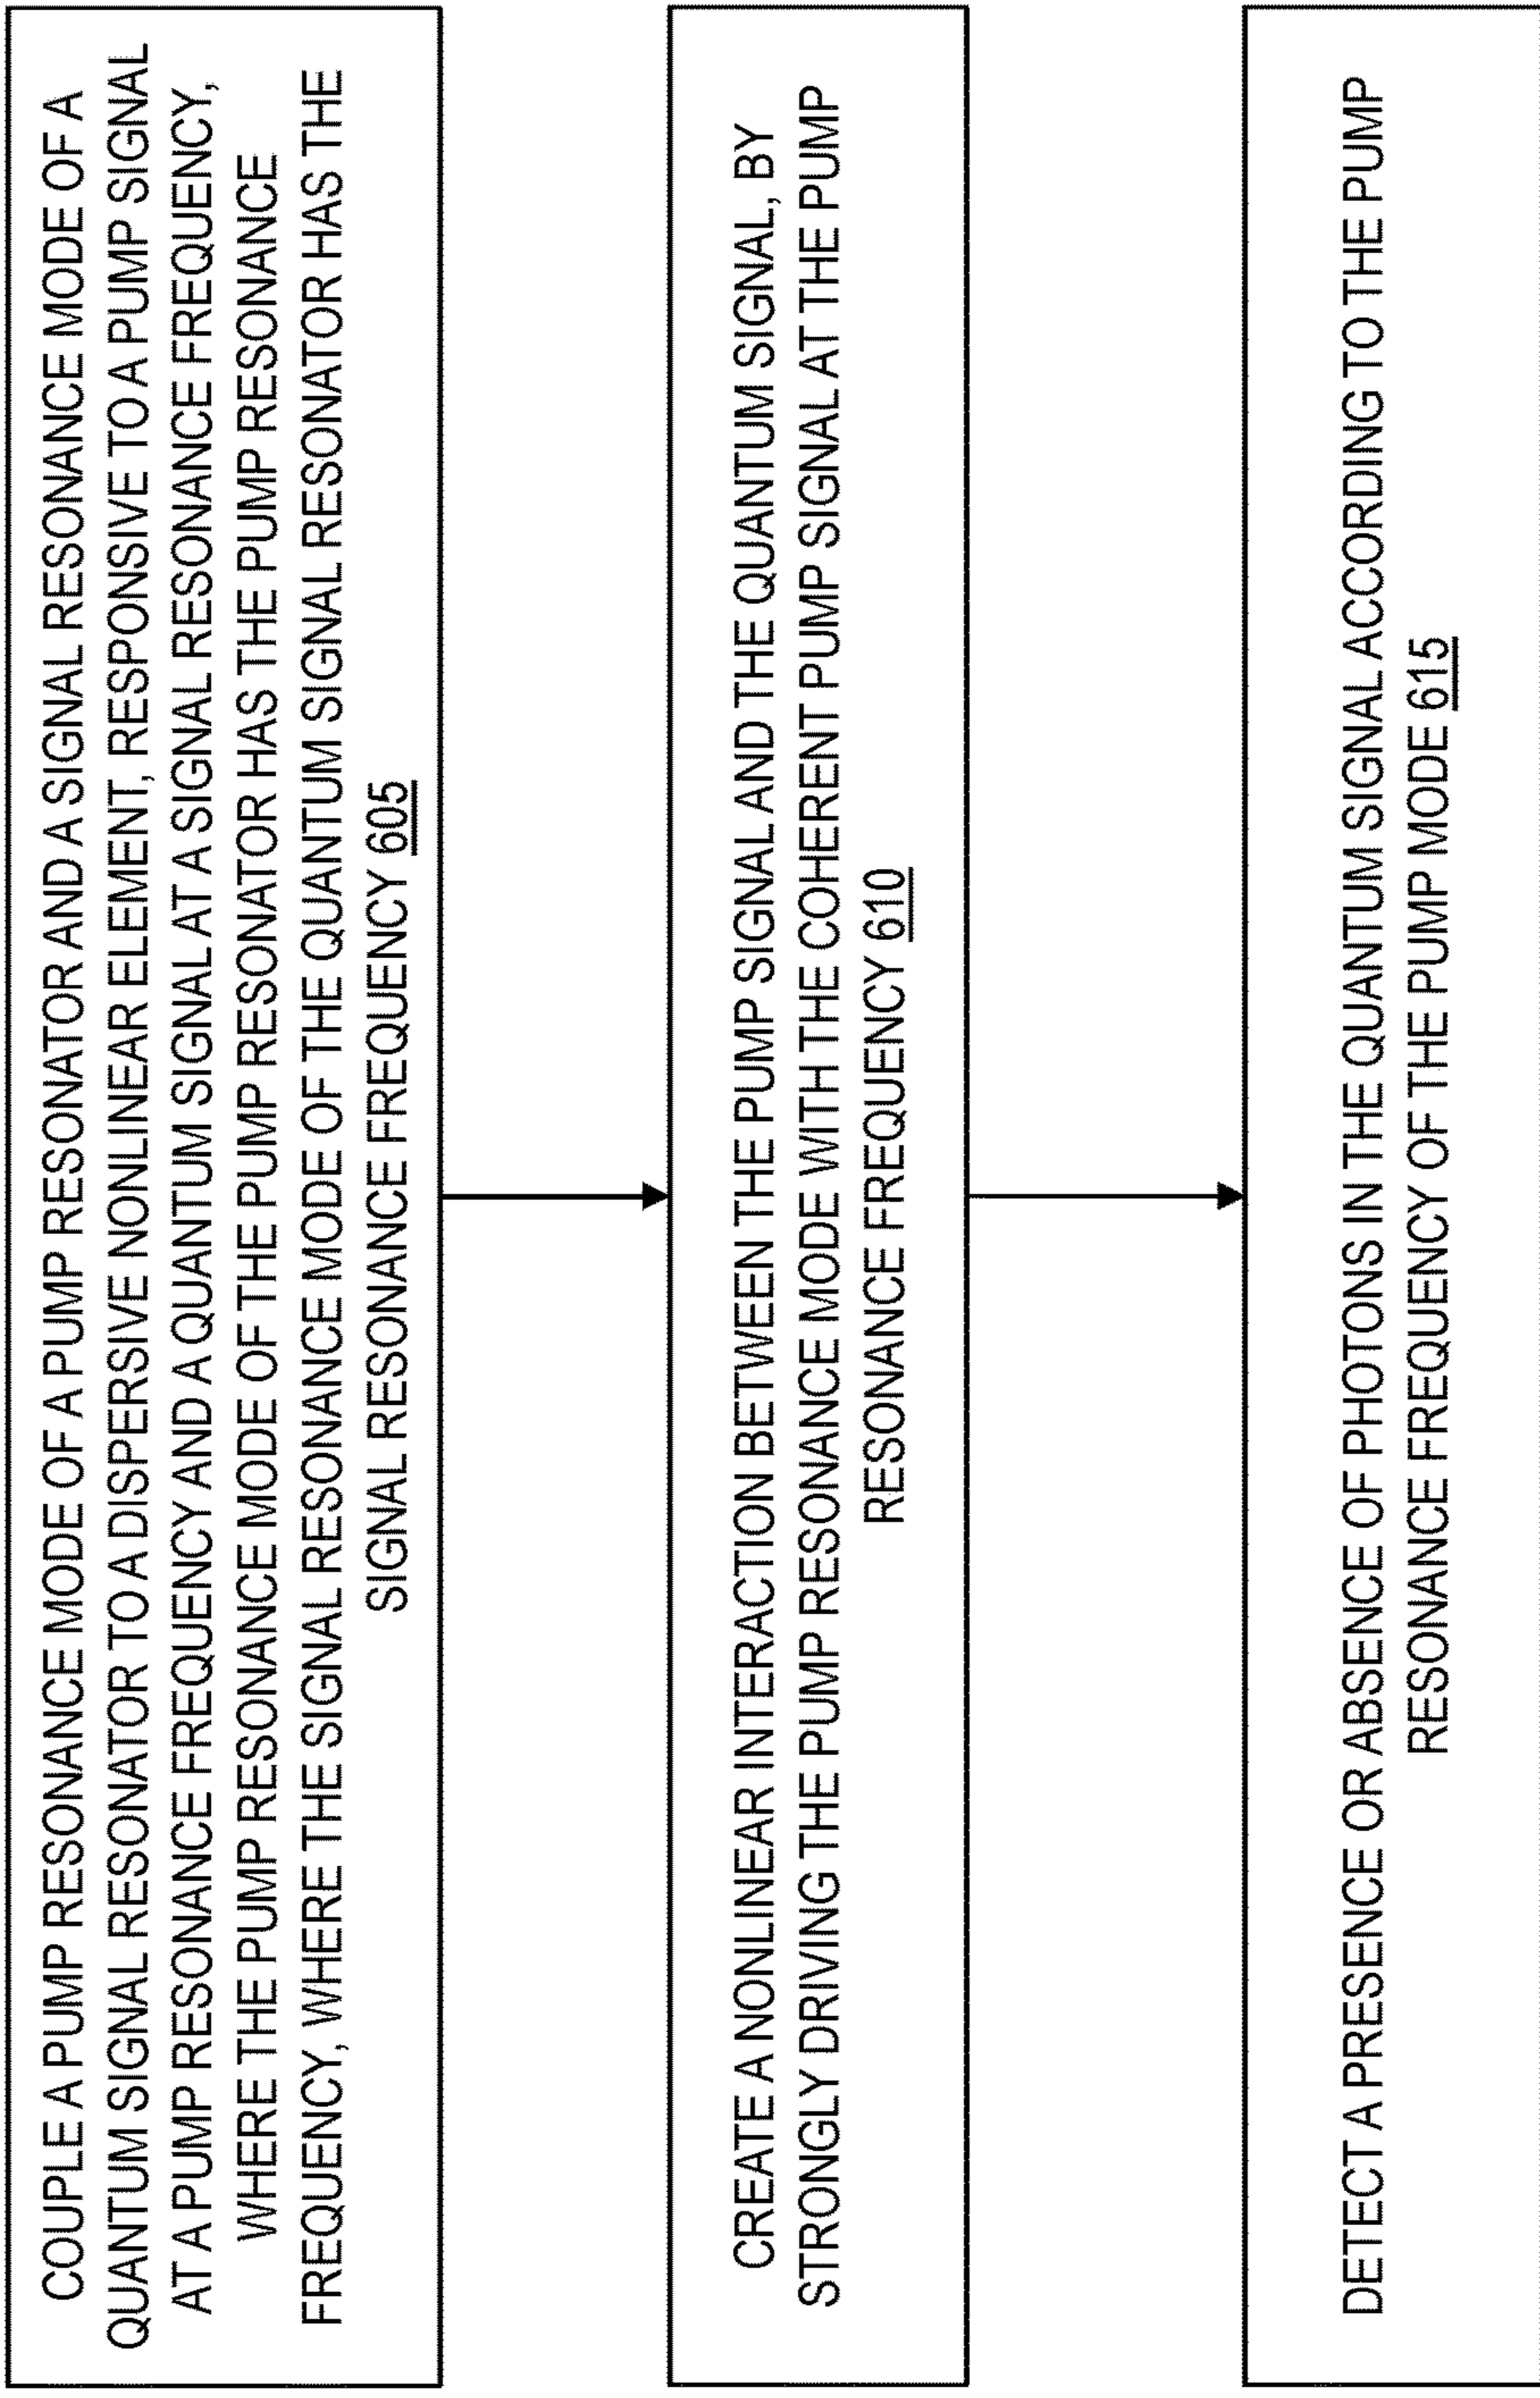 COUPLE A PUMP RESONANCE MODE OF A PUMP RESONATOR AND A SIGNAL RESONANCE MODE OF A
QUANTUM SIGNAL RESONATOR TO A DISPERSIVE NONLINEAR ELEMENT, RESPONSIVE TO A PUMP SIGNAL
AT A PUMP RESONANCE FREQUENCY AND A QUANTUM SIGNAL AT A SIGNAL RESONANCE FREQUENCY,
WHERE THE PUMP RESONANCE MODE OF THE PUMP RESONATOR HAS THE PUMP RESONANCE
FREQUENCY, WHERE THE SIGNAL RESONANCE MODE OF THE QUANTUM SIGNAL RESONATOR HAS THE
SIGNAL RESONANCE FREQUENCY 605
CREATE A NONLINEAR INTERACTION BETWEEN THE PUMP SIGNAL AND THE QUANTUM SIGNAL, BY
STRONGLY DRIVING THE PUMP RESONANCE MODE WITH THE COHERENT PUMP SIGNAL AT THE PUMP
RESONANCE FREQUENCY 610
DETECT A PRESENCE OR ABSENCE OF PHOTONS IN THE QUANTUM SIGNAL ACCORDING TO THE PUMP
RESONANCE FREQUENCY OF THE PUMP MODE 615